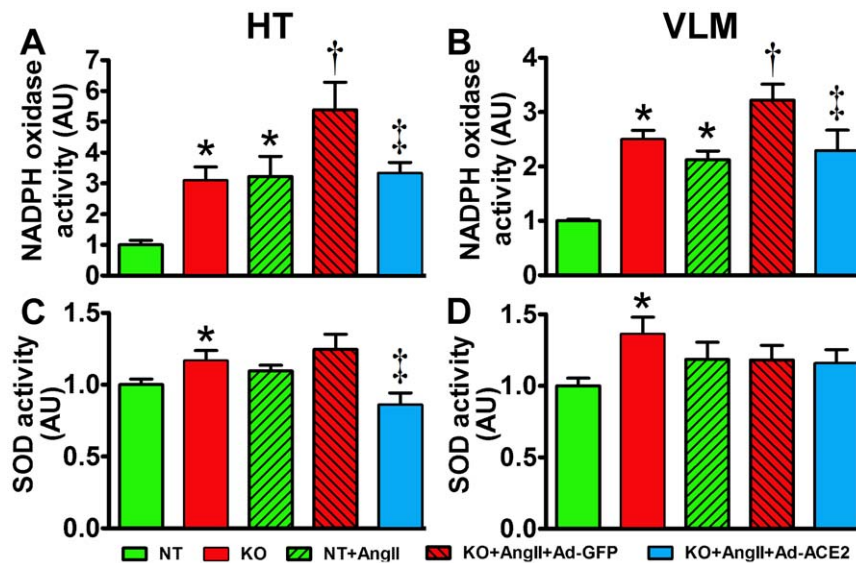 HT
VLM
A
NADPH oxidase
activity (AU)
7
6
5
4
3
2
1
0
*
*
†
‡
B
NADPH oxidase
activity (AU)
4
3
2
1
0
*
*
†
‡
C
SOD activity
(AU)
1.5
1.0
0.5
0.0
*
‡
D
SOD activity
(AU)
1.5
1.0
0.5
0.0
*
NT KO NT+AngII KO+AngII+Ad-GFP KO+AngII+Ad-ACE2